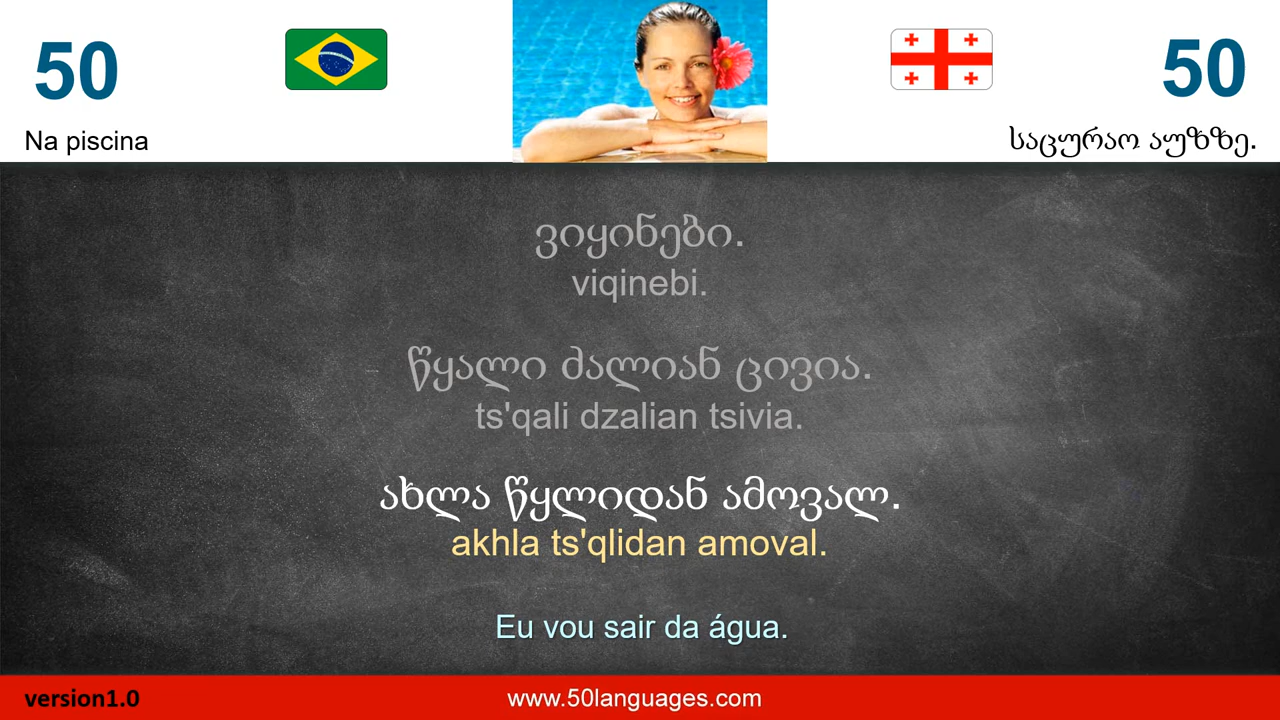 50
50
Na piscina
საცურაო აუზზე.
ვიყინები.
viqinebi.
წყალი ძალიან ცივია.
ts'qali dzalian tsivia.
ახლა წყლიდან ამოვალ.
akhla ts'qlidan amoval.
Eu vou sair da água.
version1.0
www.50languages.com